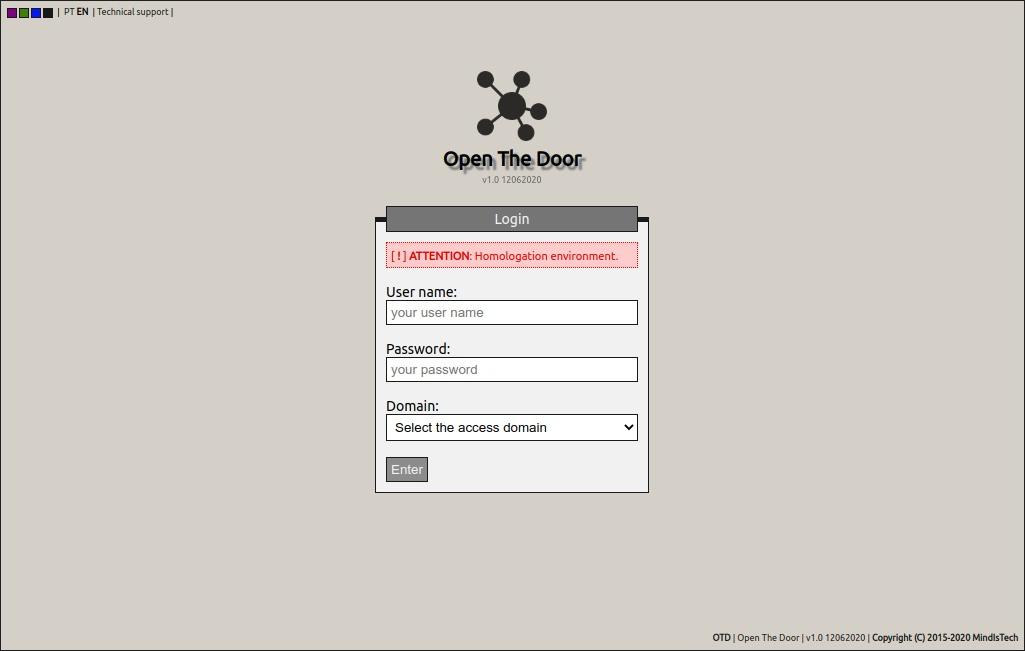 | PT EN | Technical support |
Open The Door
v1.0 12062020
Login
[ ! ] ATTENTION: Homologation environment.
User name:
your user name
Password:
your password
Domain:
Select the access domain
Enter
OTD | Open The Door | v1.0 12062020 | Copyright (C) 2015-2020 MindIsTech